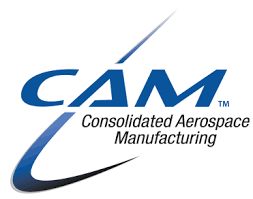 CAM™
Consolidated Aerospace
Manufacturing